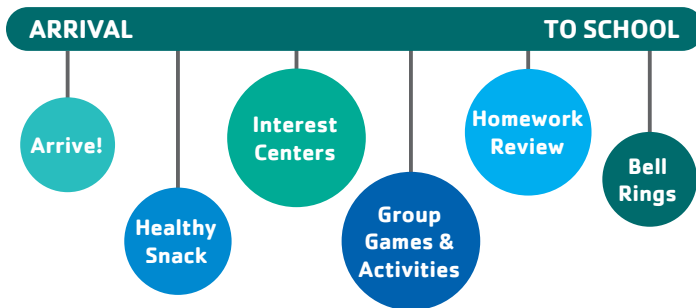 ARRIVAL
TO SCHOOL
Arrive!
Healthy
Snack
Interest
Centers
Group
Games &
Activities
Homework
Review
Bell
Rings